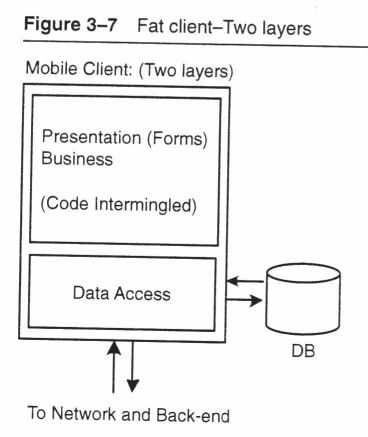 Figure 3–7 Fat client–Two layers
Mobile Client: (Two layers)
Presentation (Forms)
Business
(Code Intermingled)
Data Access
DB
To Network and Back-end